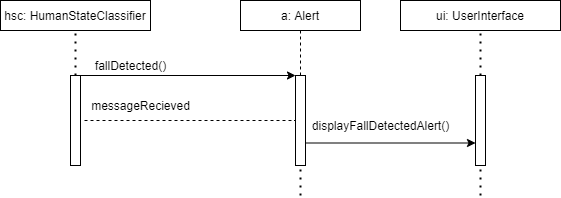 hsc: HumanStateClassifier
a: Alert
ui: UserInterface
fallDetected()
messageRecieved
displayFallDetectedAlert()